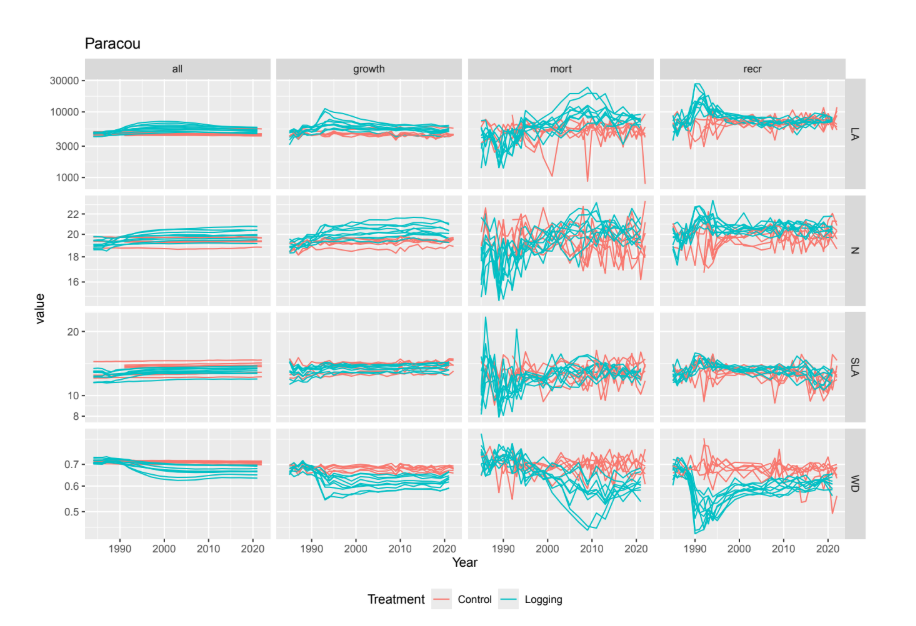 Paracou
all growth mort recr
30000
10000
3000
1000
LA
22
20
18
16
N
20
10
8
SLA
0.7
0.6
0.5
WD
value
1990 2000 2010 2020 1990 2000 2010 2020 1990 2000 2010 2020 1990 2000 2010 2020
Year
Treatment Control Logging